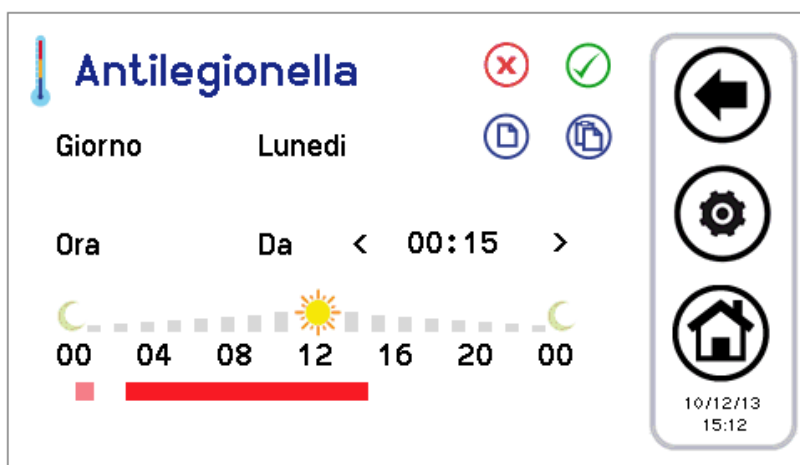 Antilegionella
Giorno Lunedi
Ora Da < 00:15 >
00 04 08 12 16 20 00
10/12/13
15:12